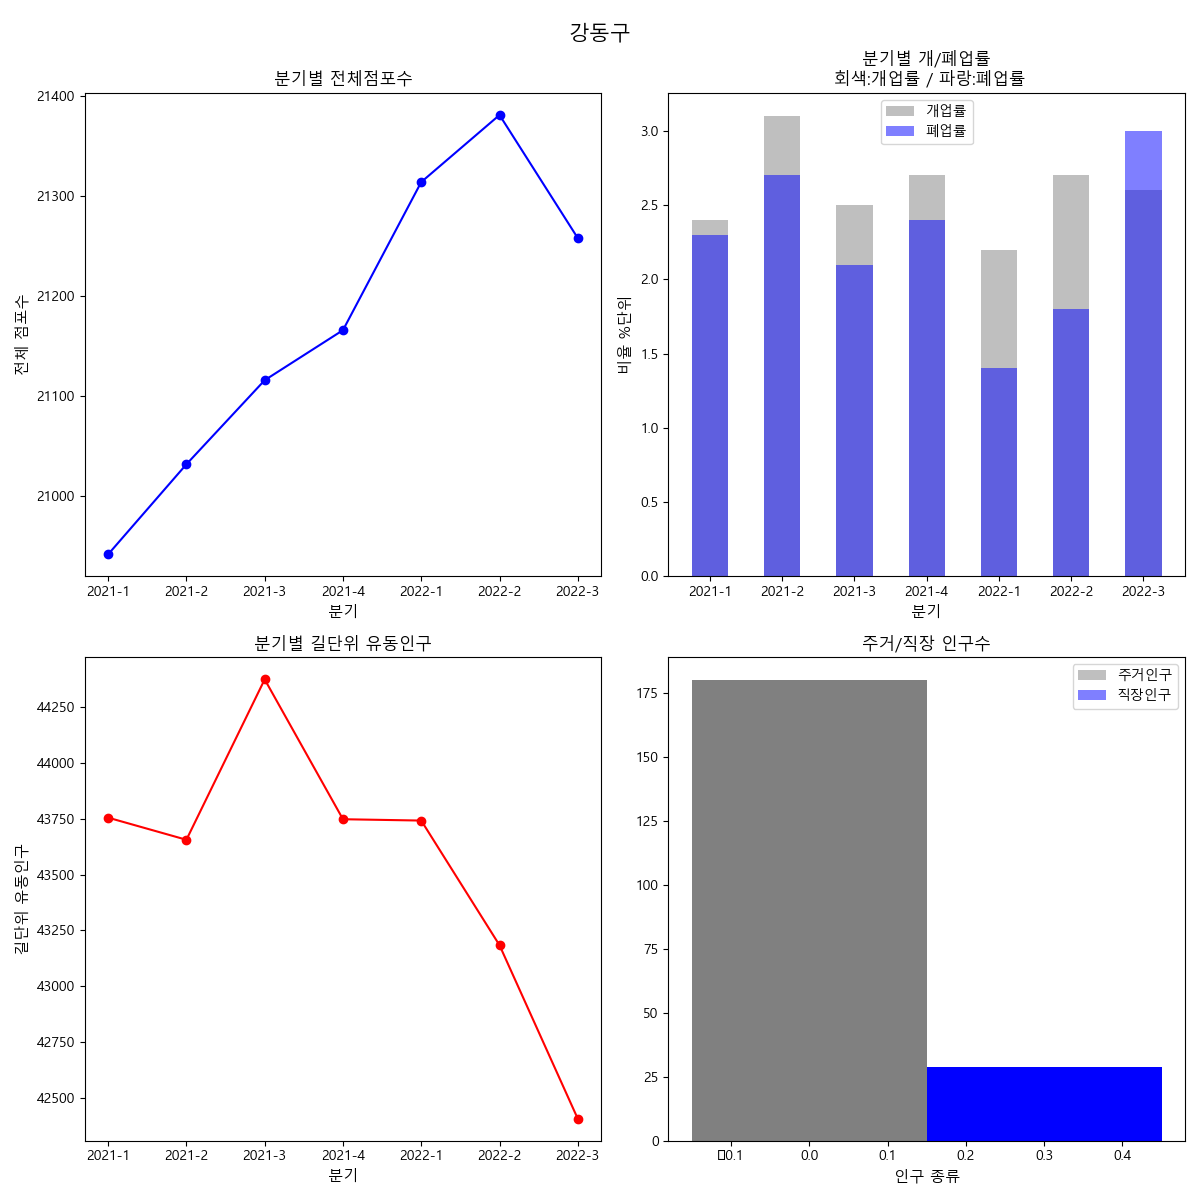 강동구
분기별 전체점포수
전체 점포수
21400
21300
21200
21100
21000
2021-1 2021-2 2021-3 2021-4 2022-1 2022-2 2022-3
분기
분기별 개/폐업률
회색:개업률 / 파랑:폐업률
개업률
폐업률
비율 %단위
3.0
2.5
2.0
1.5
1.0
0.5
0.0
2021-1 2021-2 2021-3 2021-4 2022-1 2022-2 2022-3
분기
분기별 길단위 유동인구
길단위 유동인구
44250
44000
43750
43500
43250
43000
42750
42500
2021-1 2021-2 2021-3 2021-4 2022-1 2022-2 2022-3
분기
주거/직장 인구수
주거인구
직장인구
175
150
125
100
75
50
25
0
□0.1 0.0 0.1 0.2 0.3 0.4
인구 종류